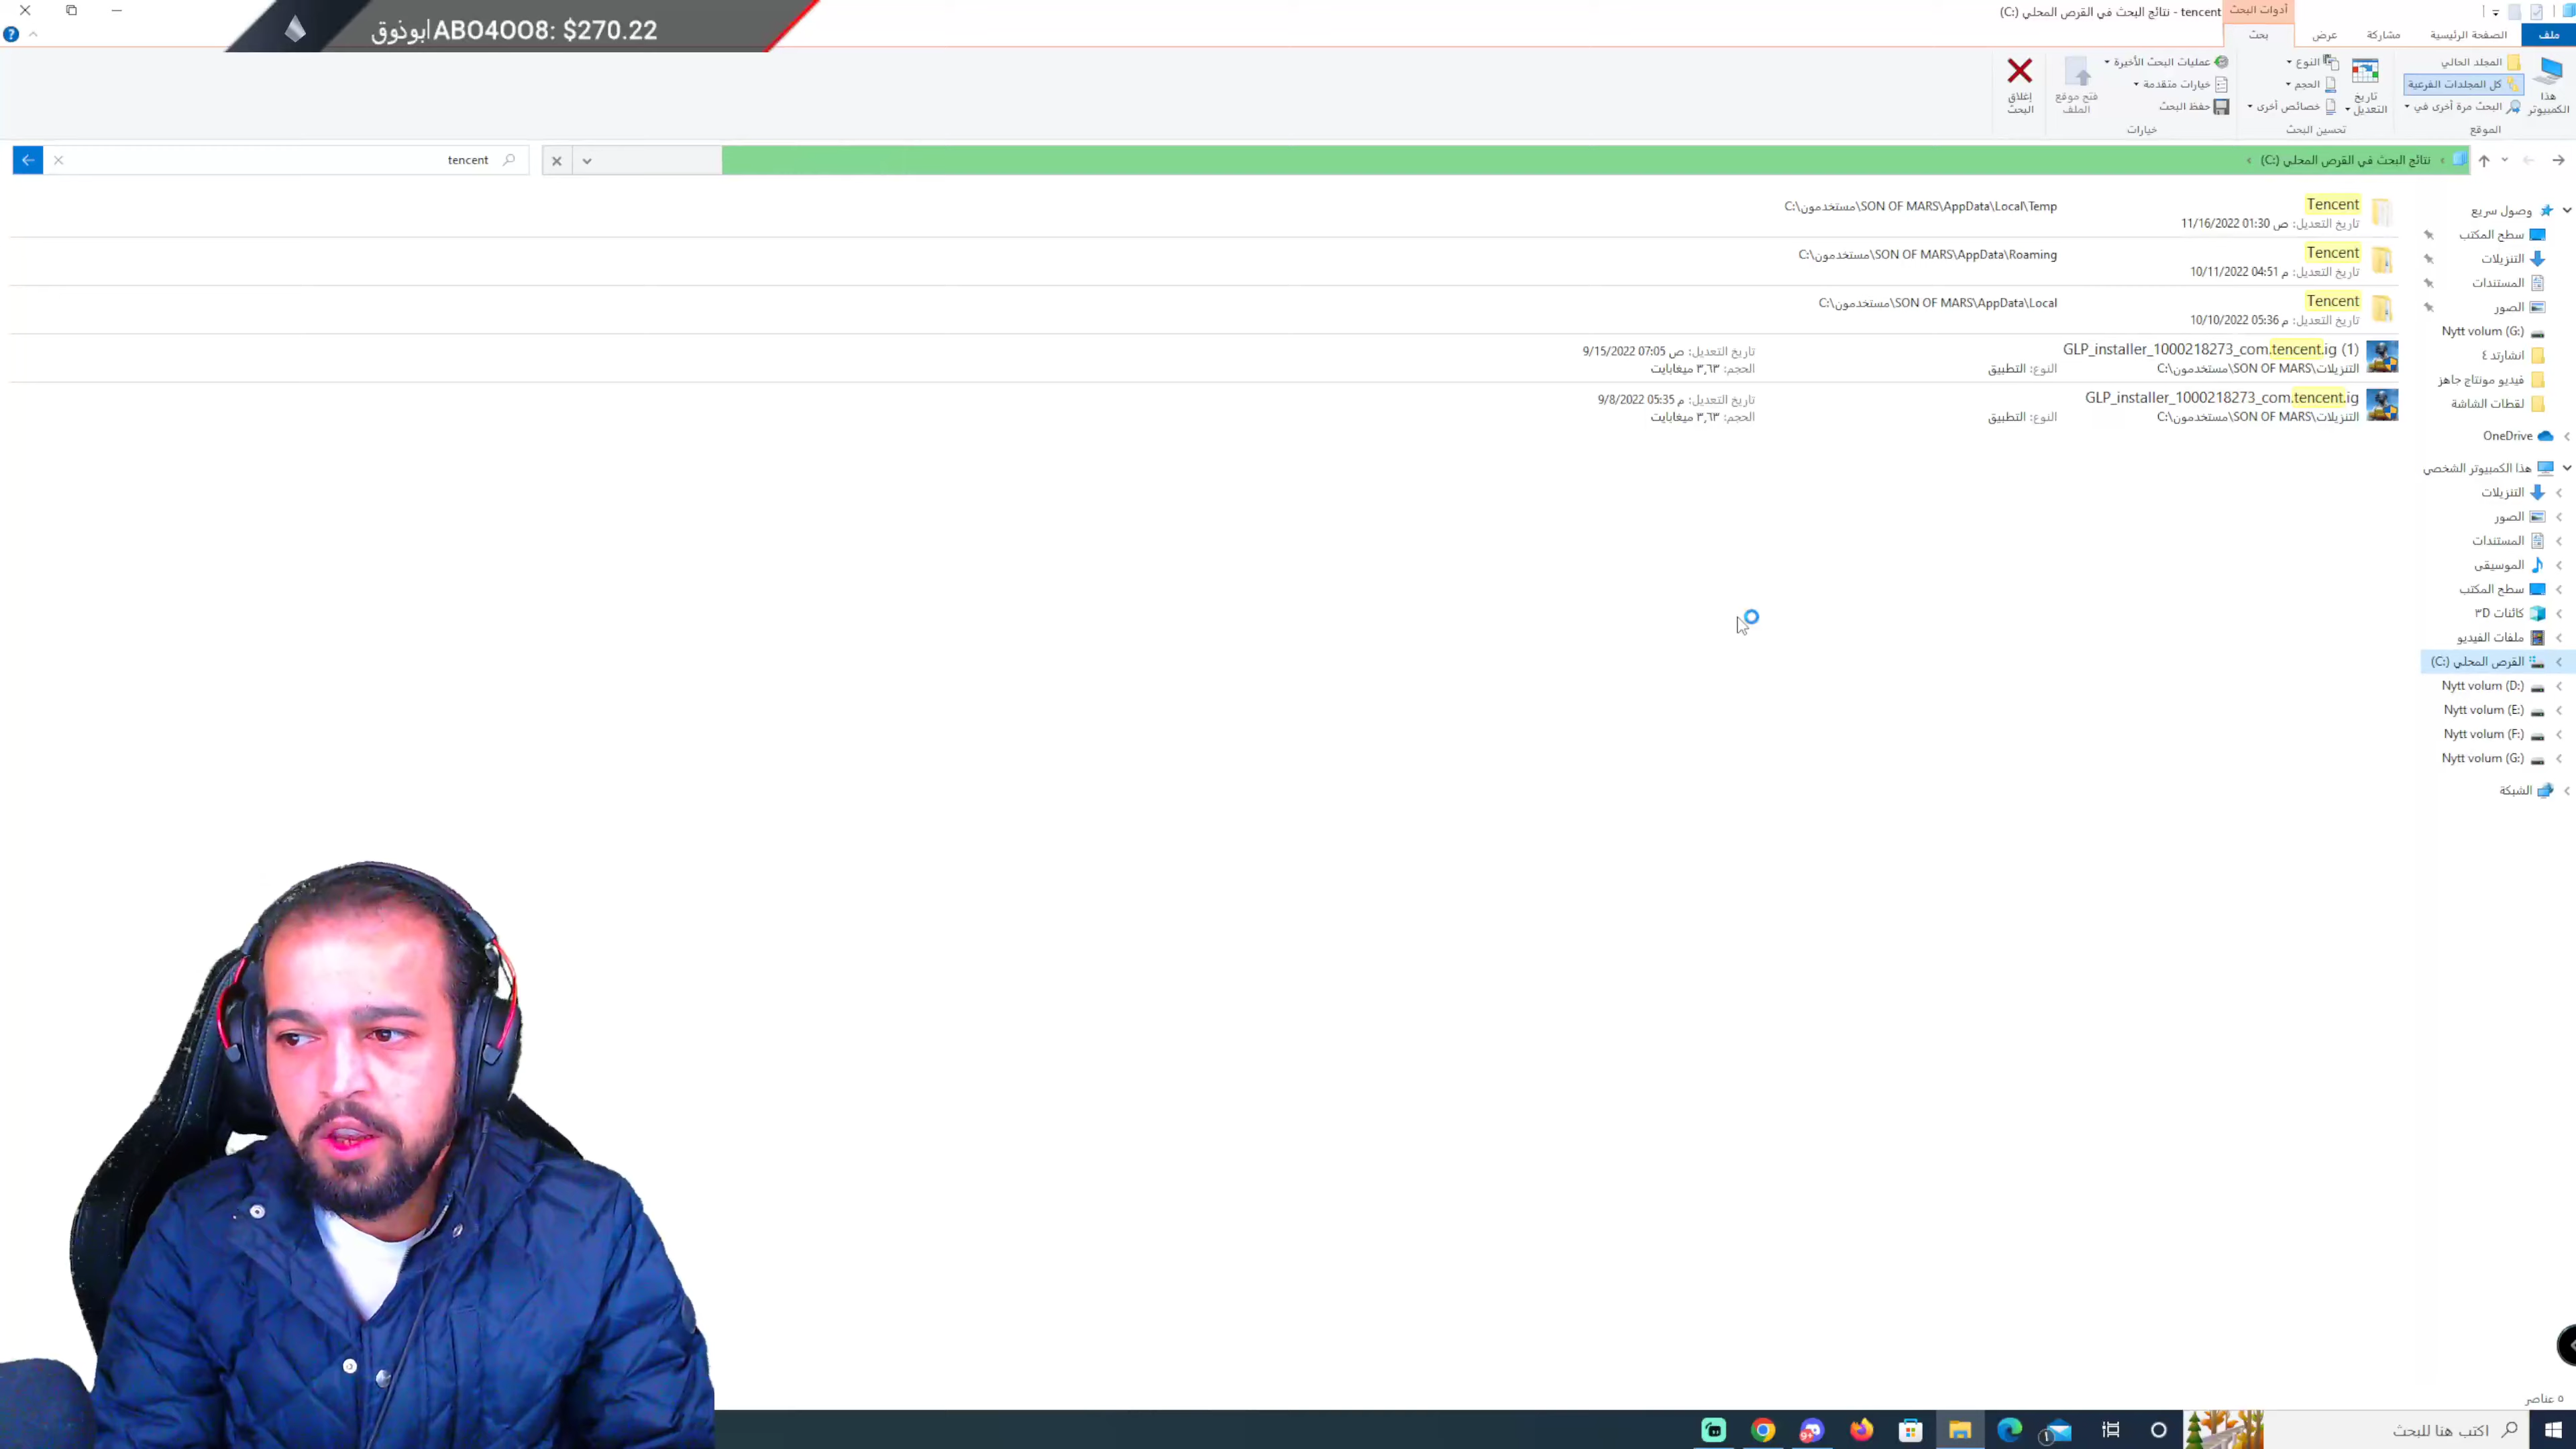 ابوذوق ABO4OO8: $270.22
tencent - نتائج البحث في القرص المحلي (C:)
أدوات البحث
ملف
الصفحة الرئيسية
مشاركة
عرض
بحث
هذا الكمبيوتر
المجلد الحالي
كل المجلدات الفرعية
البحث مرة أخرى في
الموقع
تاريخ التعديل
النوع
الحجم
خصائص أخرى
تحسين البحث
عمليات البحث الأخيرة
خيارات متقدمة
حفظ البحث
فتح موقع الملف
خيارات
إغلاق البحث
نتائج البحث في القرص المحلي (C:)
tencent
Tencent
تاريخ التعديل: ص 01:30 11/16/2022
C:\مستخدمون\SON OF MARS\AppData\Local\Temp
Tencent
تاريخ التعديل: م 04:51 10/11/2022
C:\مستخدمون\SON OF MARS\AppData\Roaming
Tencent
تاريخ التعديل: م 05:36 10/10/2022
C:\مستخدمون\SON OF MARS\AppData\Local
GLP_installer_1000218273_com.tencent.ig (1)
C:\مستخدمون\SON OF MARS\التنزيلات
النوع: التطبيق
تاريخ التعديل: ص 07:05 9/15/2022
الحجم: ٣,٦٣ ميغابايت
GLP_installer_1000218273_com.tencent.ig
C:\مستخدمون\SON OF MARS\التنزيلات
النوع: التطبيق
تاريخ التعديل: م 05:35 9/8/2022
الحجم: ٣,٦٣ ميغابايت
وصول سريع
سطح المكتب
التنزيلات
المستندات
الصور
Nytt volum (G:)
انشارتد ٤
فيديو مونتاج جاهز
لقطات الشاشة
OneDrive
هذا الكمبيوتر الشخصي
التنزيلات
الصور
المستندات
الموسيقى
سطح المكتب
كائنات ٣D
ملفات الفيديو
القرص المحلي (C:)
Nytt volum (D:)
Nytt volum (E:)
Nytt volum (F:)
Nytt volum (G:)
الشبكة
٥ عناصر
اكتب هنا للبحث
9+
1